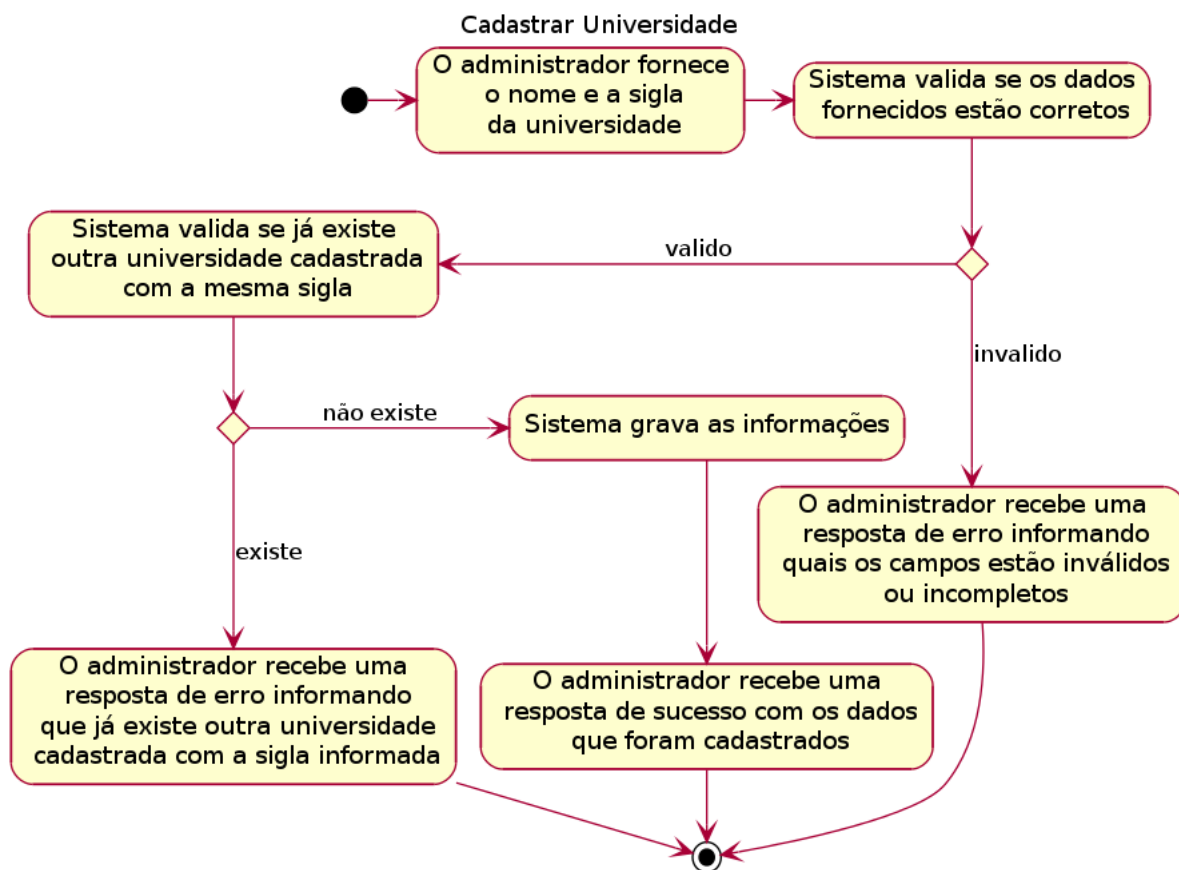 Cadastrar Universidade
O administrador fornece
o nome e a sigla
da universidade
Sistema valida se os dados
fornecidos estão corretos
valido
Sistema valida se já existe
outra universidade cadastrada
com a mesma sigla
invalido
não existe
Sistema grava as informações
existe
O administrador recebe uma
resposta de erro informando
quais os campos estão inválidos
ou incompletos
O administrador recebe uma
resposta de erro informando
que já existe outra universidade
cadastrada com a sigla informada
O administrador recebe uma
resposta de sucesso com os dados
que foram cadastrados